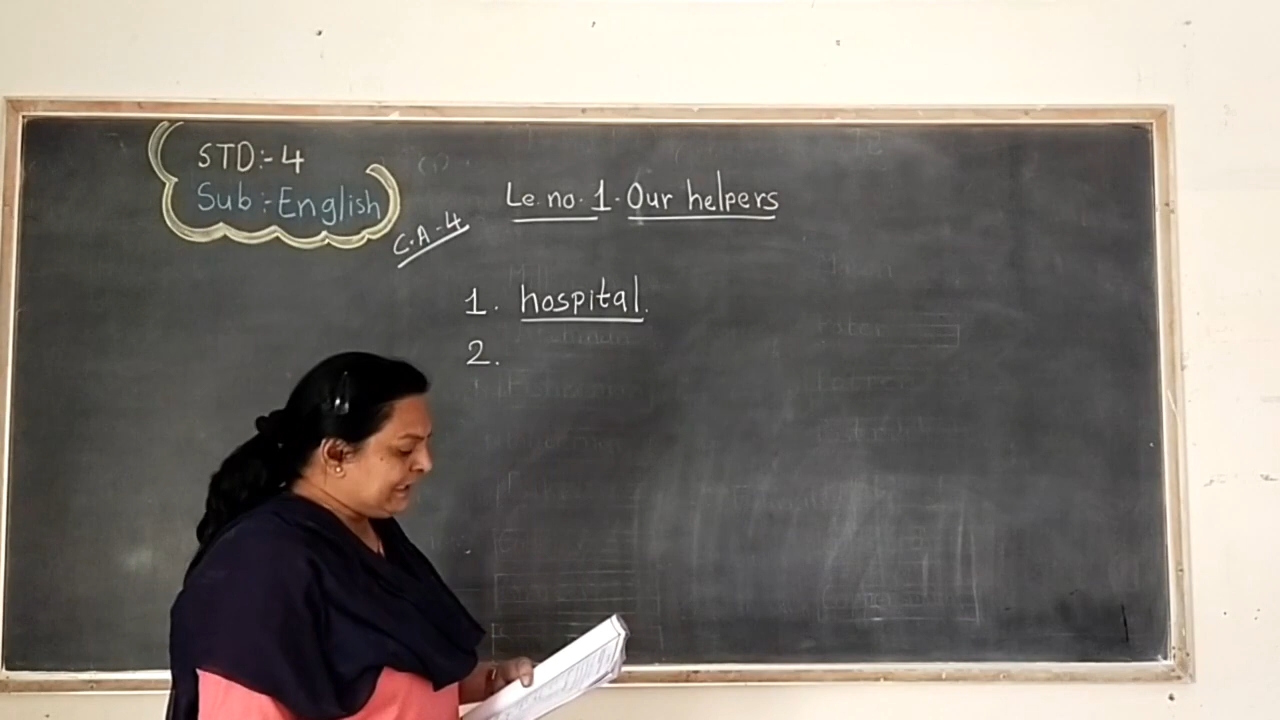 STD:- 4
Sub:-English
C.A-4
Le. no. 1. Our helpers
1. hospital.
2.